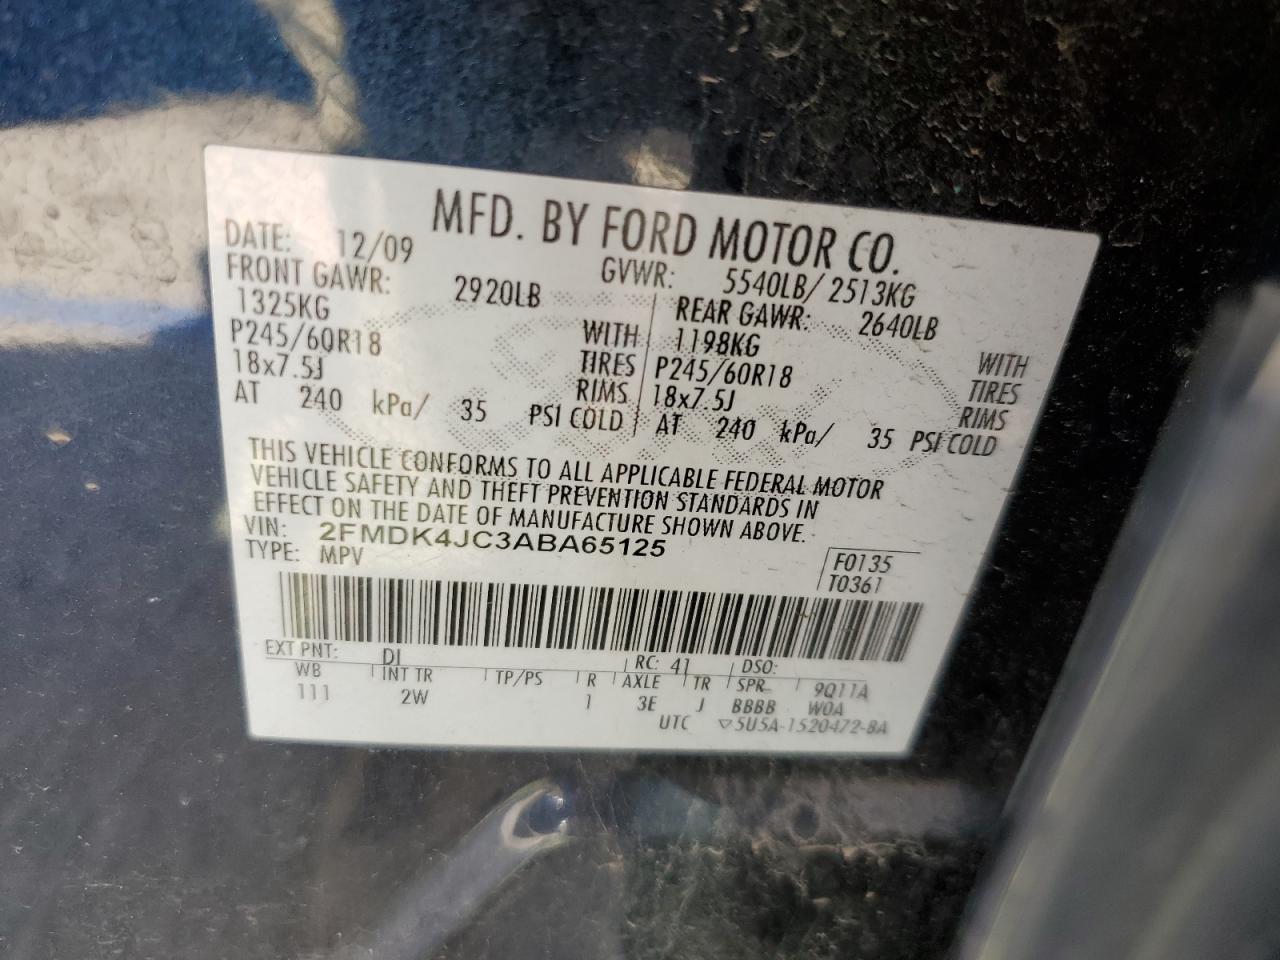 MFD. BY FORD MOTOR CO.
DATE: 12/09 GVWR: 5540LB/ 2513KG
FRONT GAWR: 2920LB REAR GAWR: 2640LB
1325KG WITH 1198KG WITH
P245/60R18 TIRES P245/60R18 TIRES
18x7.5J RIMS 18x7.5J RIMS
AT 240 kPa/ 35 PSI COLD AT 240 kPa/ 35 PSI COLD
THIS VEHICLE CONFORMS TO ALL APPLICABLE FEDERAL MOTOR
VEHICLE SAFETY AND THEFT PREVENTION STANDARDS IN
EFFECT ON THE DATE OF MANUFACTURE SHOWN ABOVE.
VIN: 2FMDK4JC3ABA65125
TYPE: MPV
F0135
T0361
EXT PNT: DJ RC: 41 DSO:
WB INT TR TP/PS R AXLE TR SPR 9Q11A
111 2W 1 3E J BBBB W0A
UTC ▽5U5A-1520472-BA